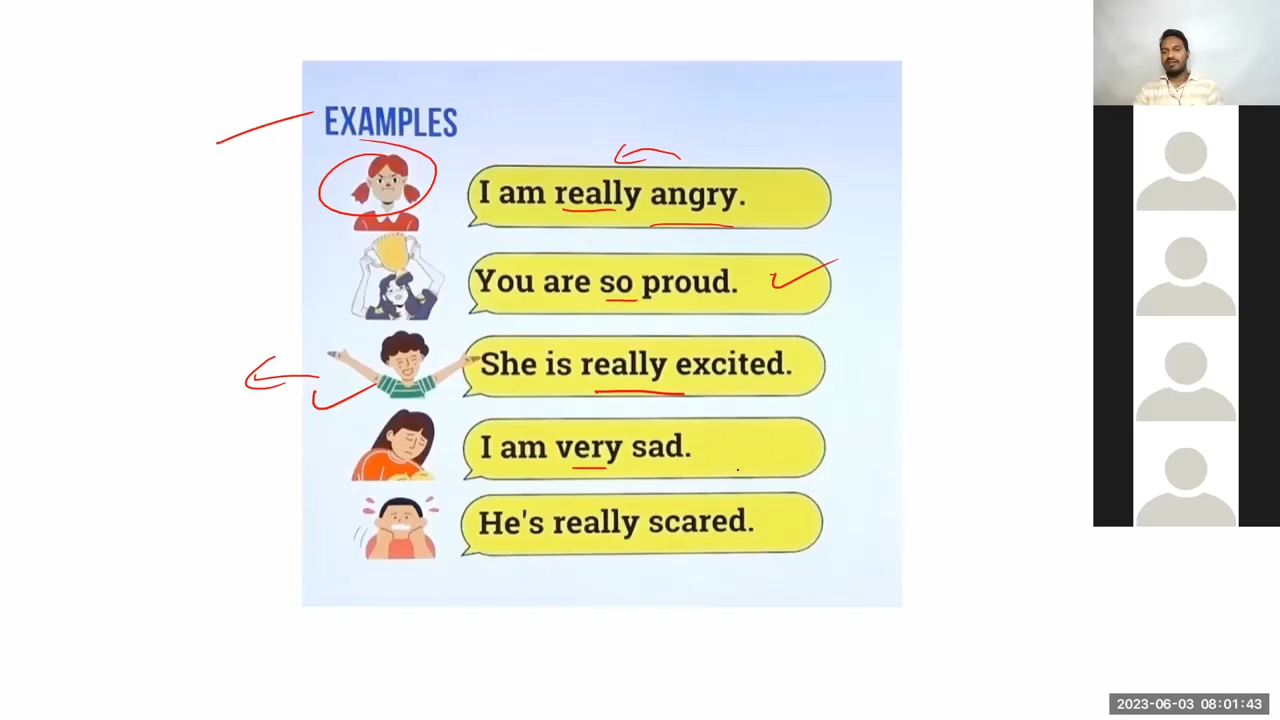 EXAMPLES
I am really angry.
You are so proud.
She is really excited.
I am very sad.
He's really scared.
2023-06-03 08:01:43